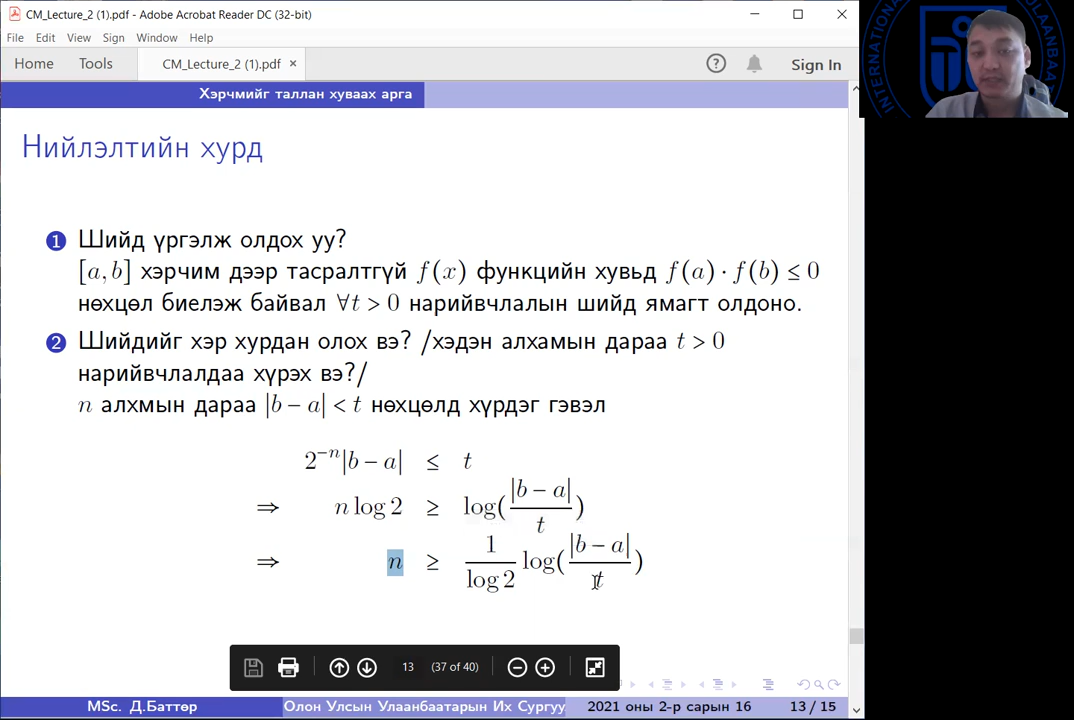 CM_Lecture_2 (1).pdf - Adobe Acrobat Reader DC (32-bit)
File Edit View Sign Window Help
Home Tools CM_Lecture_2 (1).pdf × ? Sign In
Хэрчмийг таллан хуваах арга
Нийлэлтийн хурд
1 Шийд үргэлж олдох уу?
[a, b] хэрчим дээр тасралтгүй f(x) функцийн хувьд f(a) · f(b) ≤ 0
нөхцөл биелэж байвал ∀t > 0 нарийвчлалын шийд ямагт олдоно.
2 Шийдийг хэр хурдан олох вэ? /хэдэн алхамын дараа t > 0
нарийвчлалдаа хүрэх вэ?/
n алхмын дараа |b − a| < t нөхцөлд хүрдэг гэвэл
2⁻ⁿ|b − a| ≤ t
⇒ n log 2 ≥ log(|b − a|/t)
⇒ n ≥ 1/log 2 log(|b − a|/t)
13 (37 of 40)
MSc. Д.Баттөр Олон Улсын Улаанбаатарын Их Сургуу 2021 оны 2-р сарын 16 13 / 15